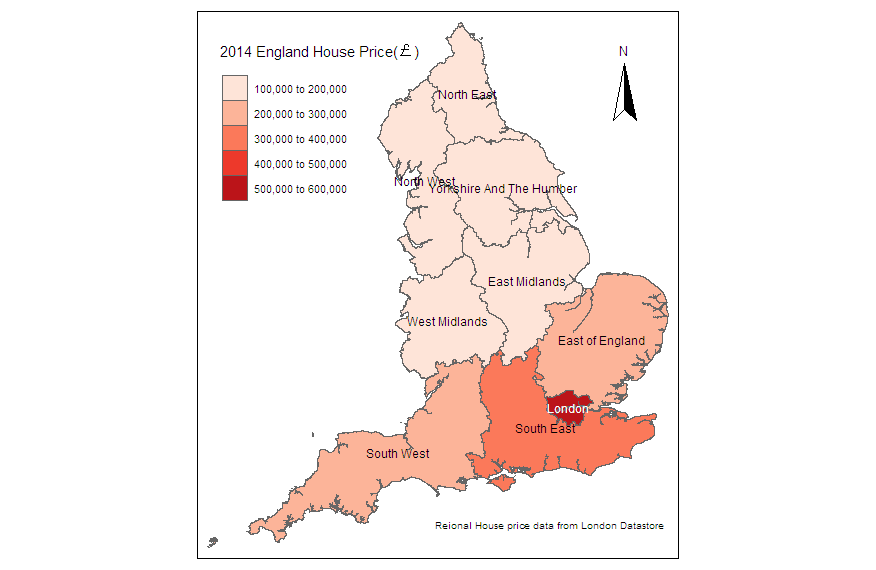 2014 England House Price(£)
N
100,000 to 200,000
200,000 to 300,000
300,000 to 400,000
400,000 to 500,000
500,000 to 600,000
North East
North West
Yorkshire And The Humber
East Midlands
West Midlands
East of England
London
South East
South West
Reional House price data from London Datastore